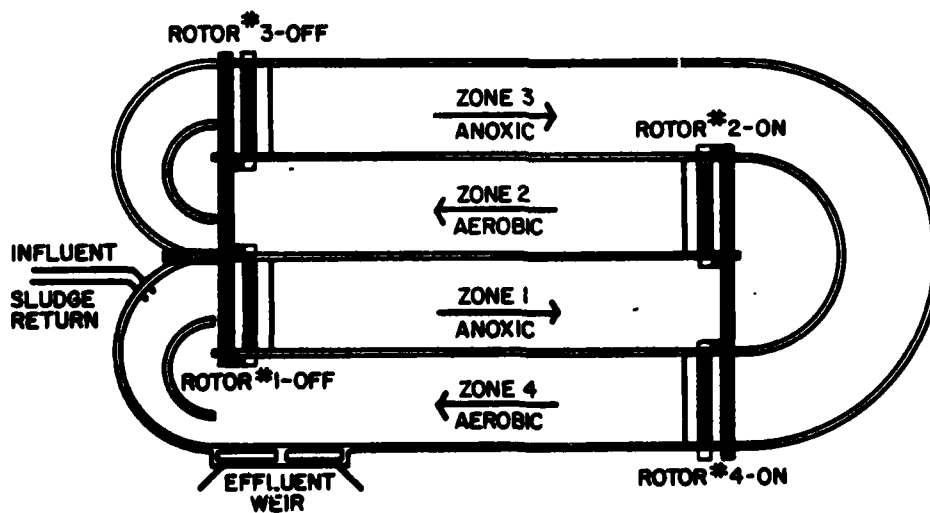 ROTOR #3-OFF
ZONE 3
ANOXIC
ROTOR #2-ON
ZONE 2
AEROBIC
INFLUENT
SLUDGE
RETURN
ZONE 1
ANOXIC
ROTOR #1-OFF
ZONE 4
AEROBIC
EFFLUENT
WEIR
ROTOR #4-ON